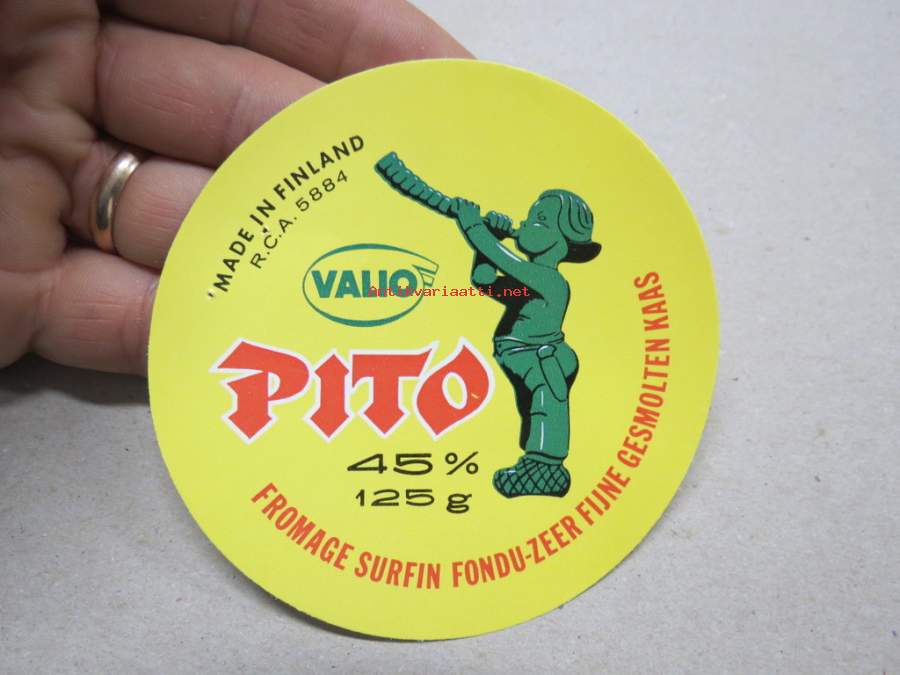 MADE IN FINLAND
R.C.A. 5884
VALIO
Antikvariaatti.net
PITO
45 %
125 g
FROMAGE SURFIN FONDU-ZEER FIJNE GESMOLTEN KAAS